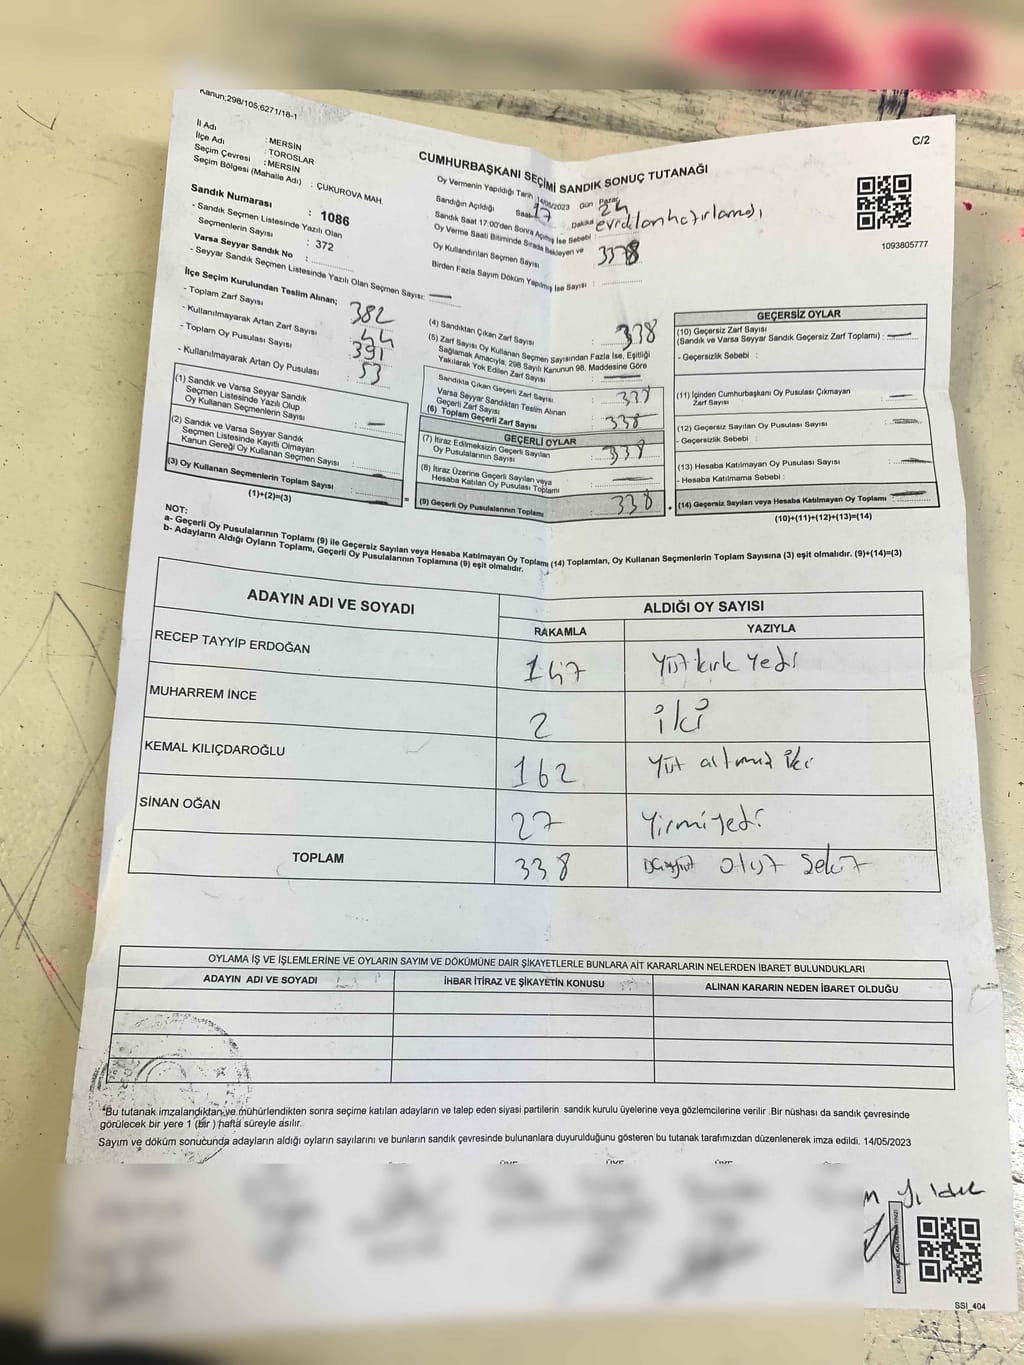 Kanun;298/105,6271/18-1
C/2
İl Adı : MERSİN
İlçe Adı : TOROSLAR
Seçim Çevresi : MERSİN
Seçim Bölgesi (Mahalle Adı) : ÇUKUROVA MAH.
Sandık Numarası : 1086
- Sandık Seçmen Listesinde Yazılı Olan
Seçmenlerin Sayısı : 372
Varsa Seyyar Sandık No :
- Seyyar Sandık Seçmen Listesinde Yazılı Olan Seçmen Sayısı :
CUMHURBAŞKANI SEÇİMİ SANDIK SONUÇ TUTANAĞI
Oy Vermenin Yapıldığı Tarih 14/05/2023 Gün Pazar
Sandığın Açıldığı Saat 17 Dakika 24
Sandık Saat 17:00'den Sonra Açılmış İse Sebebi
Oy Verme Saati Bitiminde Sırada Bekleyen ve
Oy Kullandırılan Seçmen Sayısı
Birden Fazla Sayım Döküm Yapılmış İse Sayısı :
1093805777
İlçe Seçim Kurulundan Teslim Alınan;
- Toplam Zarf Sayısı : 382
- Kullanılmayarak Artan Zarf Sayısı : 44
- Toplam Oy Pusulası Sayısı : 391
- Kullanılmayarak Artan Oy Pusulası : 53
(1) Sandık ve Varsa Seyyar Sandık
Seçmen Listesinde Yazılı Olup
Oy Kullanan Seçmenlerin Sayısı :
(2) Sandık ve Varsa Seyyar Sandık
Seçmen Listesinde Kayıtlı Olmayan
Kanun Gereği Oy Kullanan Seçmen Sayısı :
(3) Oy Kullanan Seçmenlerin Toplam Sayısı :
(1)+(2)=(3)
(4) Sandıktan Çıkan Zarf Sayısı : 338
(5) Zarf Sayısı Oy Kullanan Seçmen Sayısından Fazla İse, Eşitliği
Sağlamak Amacıyla; 298 Sayılı Kanunun 98. Maddesine Göre
Yakılarak Yok Edilen Zarf Sayısı :
Sandıkta Çıkan Geçerli Zarf Sayısı : 338
Varsa Seyyar Sandıktan Teslim Alınan
Geçerli Zarf Sayısı
(6) Toplam Geçerli Zarf Sayısı : 338
GEÇERLİ OYLAR
(7) İtiraz Edilmeksizin Geçerli Sayılan
Oy Pusulalarının Sayısı : 338
(8) İtiraz Üzerine Geçerli Sayılan veya
Hesaba Katılan Oy Pusulası Toplamı :
(9) Geçerli Oy Pusulalarının Toplamı : 338
GEÇERSİZ OYLAR
(10) Geçersiz Zarf Sayısı
(Sandık ve Varsa Seyyar Sandık Geçersiz Zarf Toplamı) :
- Geçersizlik Sebebi :
(11) İçinden Cumhurbaşkanı Oy Pusulası Çıkmayan
Zarf Sayısı :
(12) Geçersiz Sayılan Oy Pusulası Sayısı :
- Geçersizlik Sebebi :
(13) Hesaba Katılmayan Oy Pusulası Sayısı :
- Hesaba Katılmama Sebebi :
(14) Geçersiz Sayılan veya Hesaba Katılmayan Oy Toplamı :
(10)+(11)+(12)+(13)=(14)
NOT:
a- Geçerli Oy Pusulalarının Toplamı (9) ile Geçersiz Sayılan veya Hesaba Katılmayan Oy Toplamı (14) Toplamları, Oy Kullanan Seçmenlerin Toplam Sayısına (3) eşit olmalıdır. (9)+(14)=(3)
b- Adayların Aldığı Oyların Toplamı, Geçerli Oy Pusulalarının Toplamına (9) eşit olmalıdır.
ADAYIN ADI VE SOYADI ALDIĞI OY SAYISI
RAKAMLA YAZIYLA
RECEP TAYYİP ERDOĞAN 147 Yüz kırk Yedi
MUHARREM İNCE 2 iki
KEMAL KILIÇDAROĞLU 162 Yüz altmış iki
SİNAN OĞAN 27 Yirmi yedi
TOPLAM 338 otuz Sekiz
OYLAMA İŞ VE İŞLEMLERİNE VE OYLARIN SAYIM VE DÖKÜMÜNE DAİR ŞİKAYETLERLE BUNLARA AİT KARARLARIN NELERDEN İBARET BULUNDUKLARI
ADAYIN ADI VE SOYADI İHBAR İTİRAZ VE ŞİKAYETİN KONUSU ALINAN KARARIN NEDEN İBARET OLDUĞU
*Bu tutanak imzalandıktan ve mühürlendikten sonra seçime katılan adayların ve talep eden siyasi partilerin sandık kurulu üyelerine veya gözlemcilerine verilir .Bir nüshası da sandık çevresinde
görülecek bir yere 1 (bir ) hafta süreyle asılır.
Sayım ve döküm sonucunda adayların aldığı oyların sayılarını ve bunların sandık çevresinde bulunanlara duyurulduğunu gösteren bu tutanak tarafımızdan düzenlenerek imza edildi. 14/05/2023
SSI_404